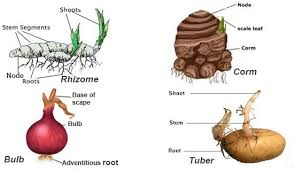 Shoots
Stem Segments
Node
Roots
Rhizome
Node
scale leaf
Corm
Corm
Base of
scape
Bulb
Bulb
Adventitious root
Shoot
Stem
Root
Tuber